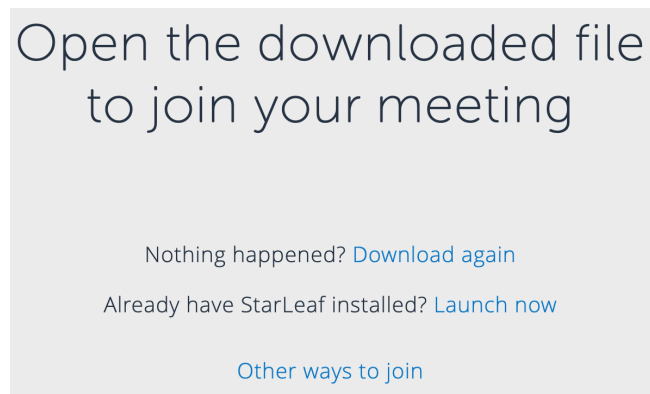 Open the downloaded file
to join your meeting
Nothing happened? Download again
Already have StarLeaf installed? Launch now
Other ways to join